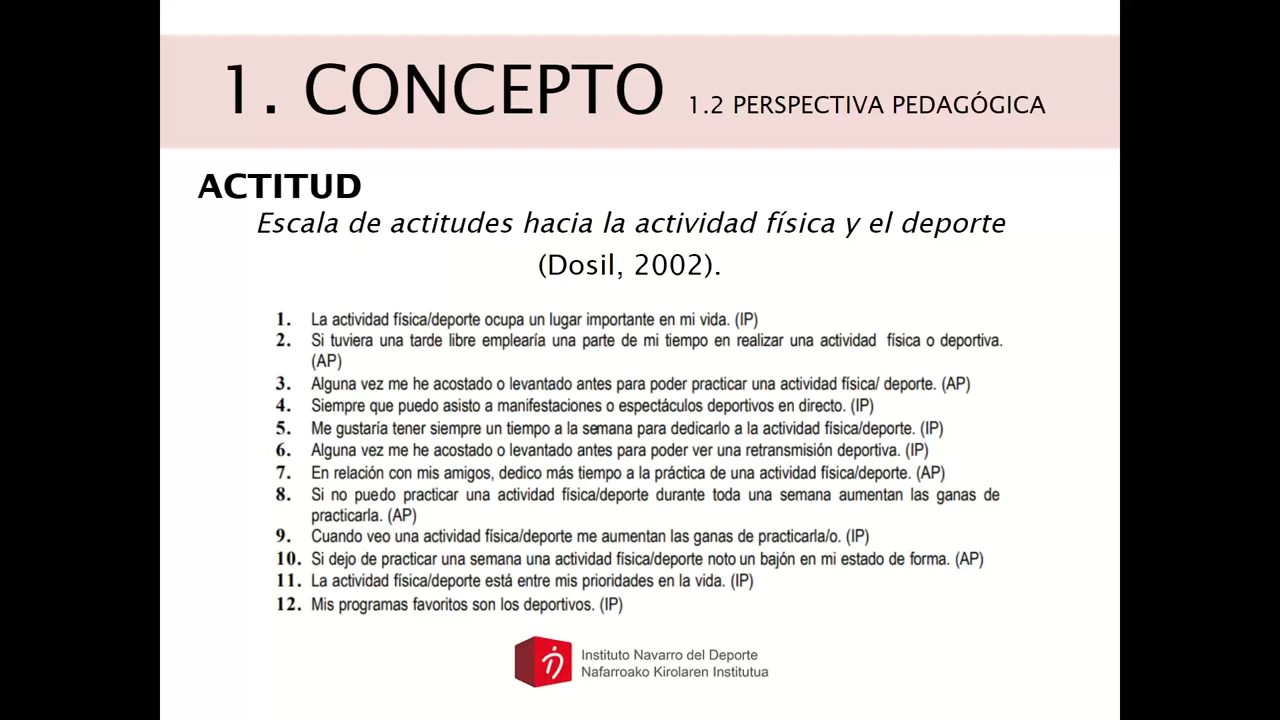 1. CONCEPTO 1.2 PERSPECTIVA PEDAGÓGICA
ACTITUD
Escala de actitudes hacia la actividad física y el deporte
(Dosil, 2002).
1. La actividad física/deporte ocupa un lugar importante en mi vida. (IP)
2. Si tuviera una tarde libre emplearía una parte de mi tiempo en realizar una actividad física o deportiva.
(AP)
3. Alguna vez me he acostado o levantado antes para poder practicar una actividad física/ deporte. (AP)
4. Siempre que puedo asisto a manifestaciones o espectáculos deportivos en directo. (IP)
5. Me gustaría tener siempre un tiempo a la semana para dedicarlo a la actividad física/deporte. (IP)
6. Alguna vez me he acostado o levantado antes para poder ver una retransmisión deportiva. (IP)
7. En relación con mis amigos, dedico más tiempo a la práctica de una actividad física/deporte. (AP)
8. Si no puedo practicar una actividad física/deporte durante toda una semana aumentan las ganas de
practicarla. (AP)
9. Cuando veo una actividad física/deporte me aumentan las ganas de practicarla/o. (IP)
10. Si dejo de practicar una semana una actividad física/deporte noto un bajón en mi estado de forma. (AP)
11. La actividad física/deporte está entre mis prioridades en la vida. (IP)
12. Mis programas favoritos son los deportivos. (IP)
Instituto Navarro del Deporte
Nafarroako Kirolaren Institutua